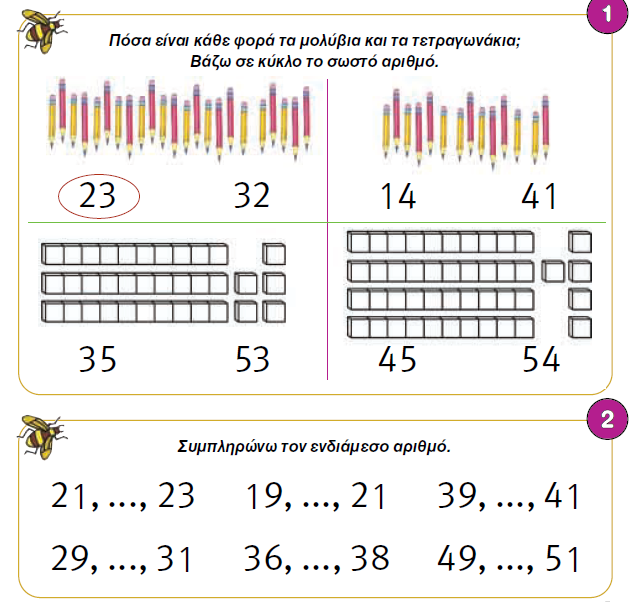 1
Πόσα είναι κάθε φορά τα μολύβια και τα τετραγωνάκια;
Βάζω σε κύκλο το σωστό αριθμό.
23 32 14 41
35 53 45 54
2
Συμπληρώνω τον ενδιάμεσο αριθμό.
21, ..., 23 19, ..., 21 39, ..., 41
29, ..., 31 36, ..., 38 49, ..., 51